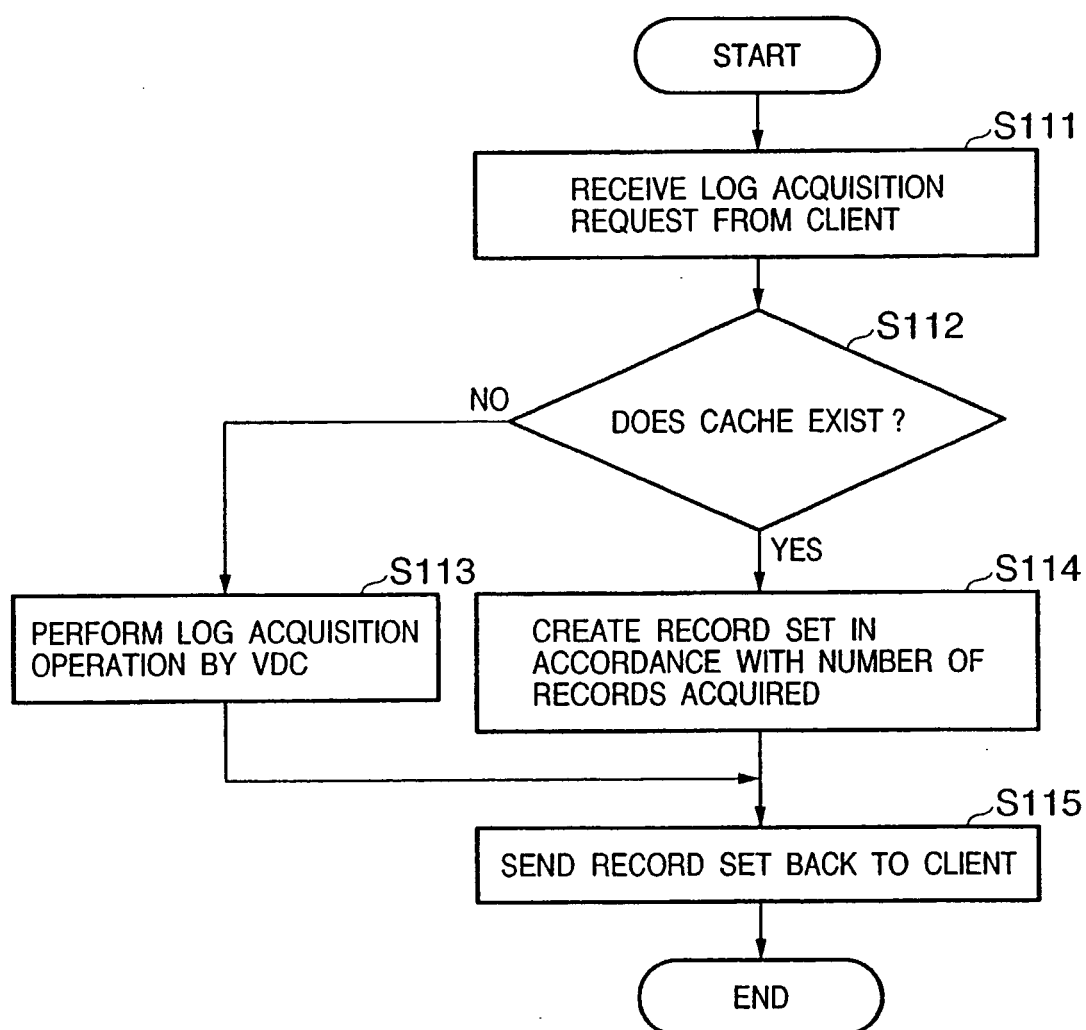 START
S111
RECEIVE LOG ACQUISITION
REQUEST FROM CLIENT
S112
DOES CACHE EXIST ?
NO
YES
S113
PERFORM LOG ACQUISITION
OPERATION BY VDC
S114
CREATE RECORD SET IN
ACCORDANCE WITH NUMBER OF
RECORDS ACQUIRED
S115
SEND RECORD SET BACK TO CLIENT
END